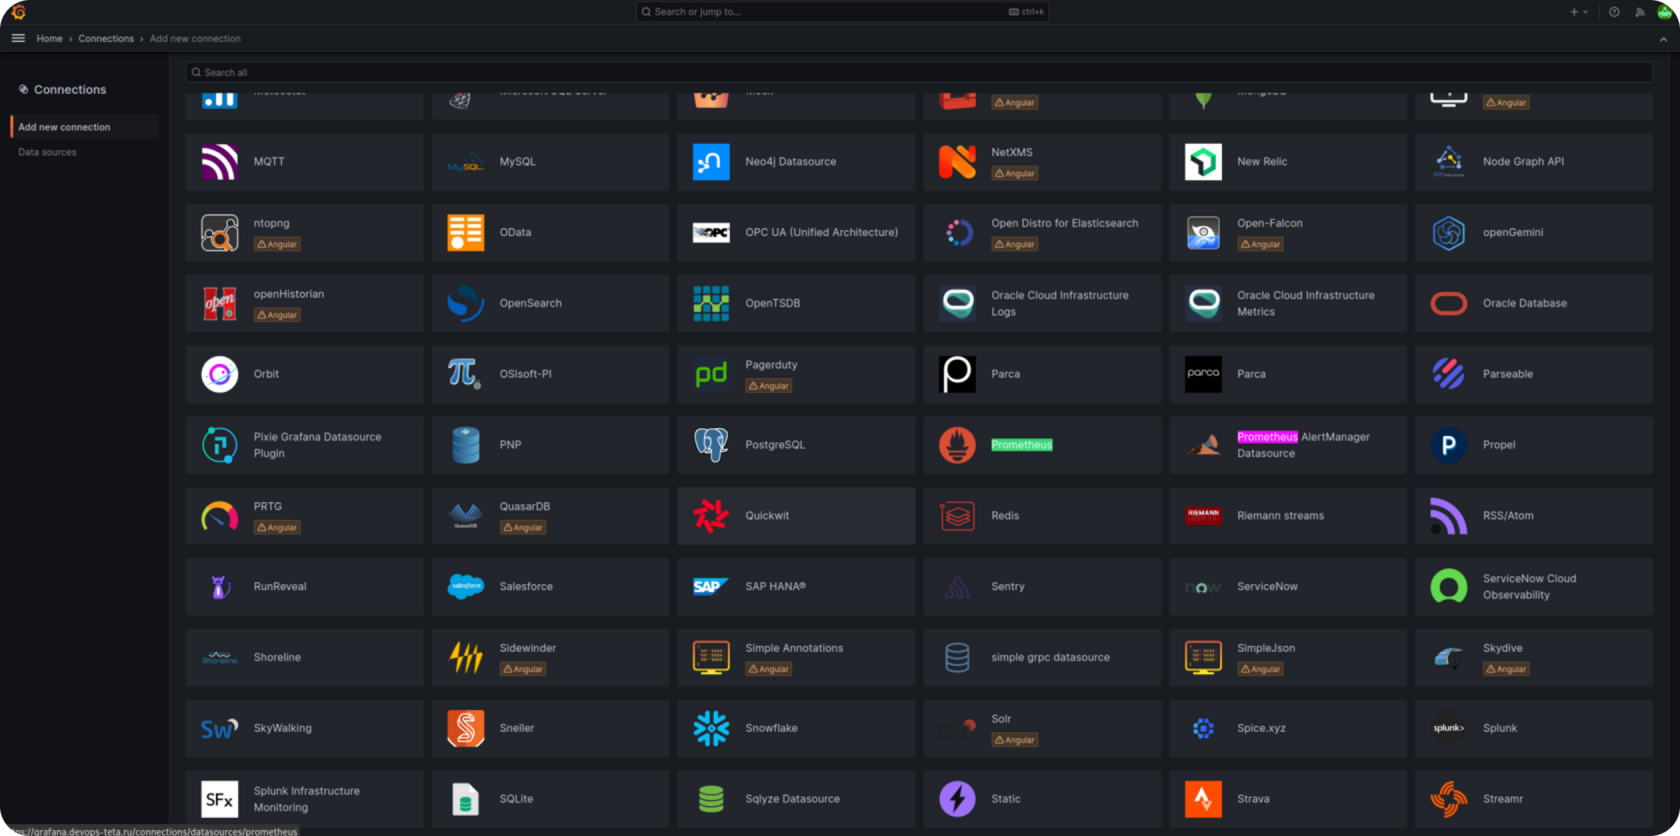 Search or jump to...
ctrl+k
Home › Connections › Add new connection
Connections
Add new connection
Data sources
Search all
Angular
Angular
MQTT
MySQL
Neo4j Datasource
NetXMS
Angular
New Relic
Node Graph API
ntopng
Angular
OData
OPC UA (Unified Architecture)
Open Distro for Elasticsearch
Angular
Open-Falcon
Angular
openGemini
openHistorian
Angular
OpenSearch
OpenTSDB
Oracle Cloud Infrastructure
Logs
Oracle Cloud Infrastructure
Metrics
Oracle Database
Orbit
OSIsoft-PI
Pagerduty
Angular
Parca
Parca
Parseable
Pixie Grafana Datasource
Plugin
PNP
PostgreSQL
Prometheus
Prometheus AlertManager
Datasource
Propel
PRTG
Angular
QuasarDB
Angular
Quickwit
Redis
Riemann streams
RSS/Atom
RunReveal
Salesforce
SAP HANA®
Sentry
ServiceNow
ServiceNow Cloud
Observability
Shoreline
Sidewinder
Angular
Simple Annotations
Angular
simple grpc datasource
SimpleJson
Angular
Skydive
Angular
SkyWalking
Sneller
Snowflake
Solr
Angular
Spice.xyz
Splunk
Splunk Infrastructure
Monitoring
SQLite
Sqlyze Datasource
Static
Strava
Streamr
ps://grafana.devops-teta.ru/connections/datasources/prometheus